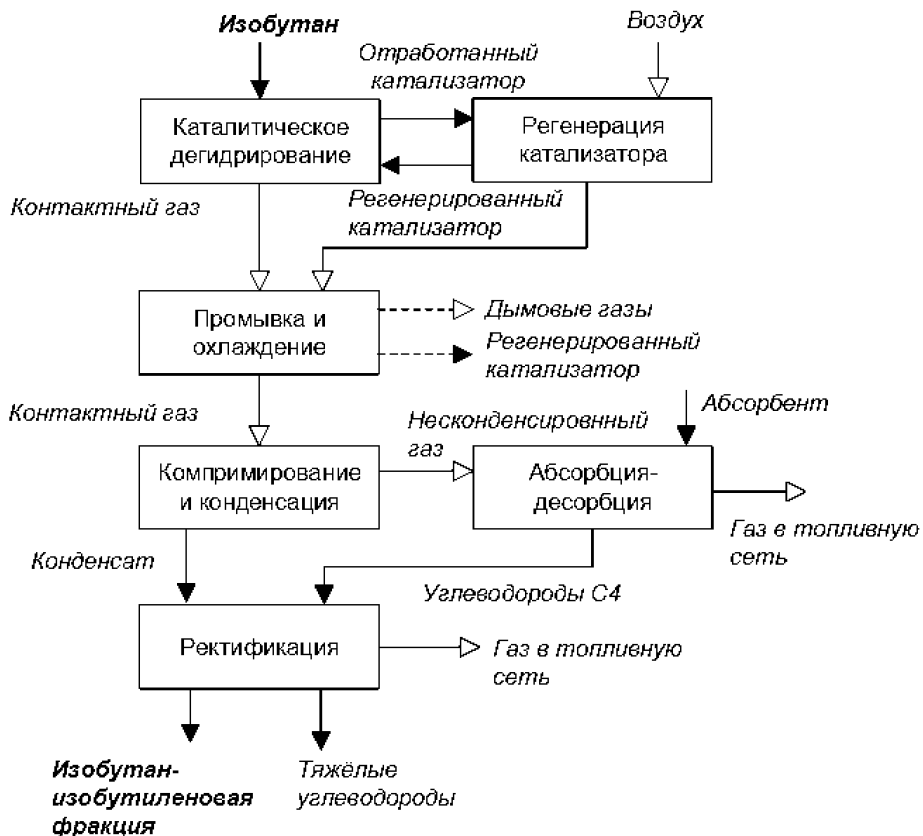 Изобутан
Воздух
Отработанный
катализатор
Каталитическое
дегидрирование
Регенерация
катализатора
Контактный газ
Регенерированный
катализатор
Промывка и
охлаждение
Дымовые газы
Регенерированный
катализатор
Контактный газ
Несконденсировнный
газ
Абсорбент
Компримирование
и конденсация
Абсорбция-
десорбция
Газ в топливную
сеть
Конденсат
Углеводороды С4
Ректификация
Газ в топливную
сеть
Изобутан-
изобутиленовая
фракция
Тяжёлые
углеводороды